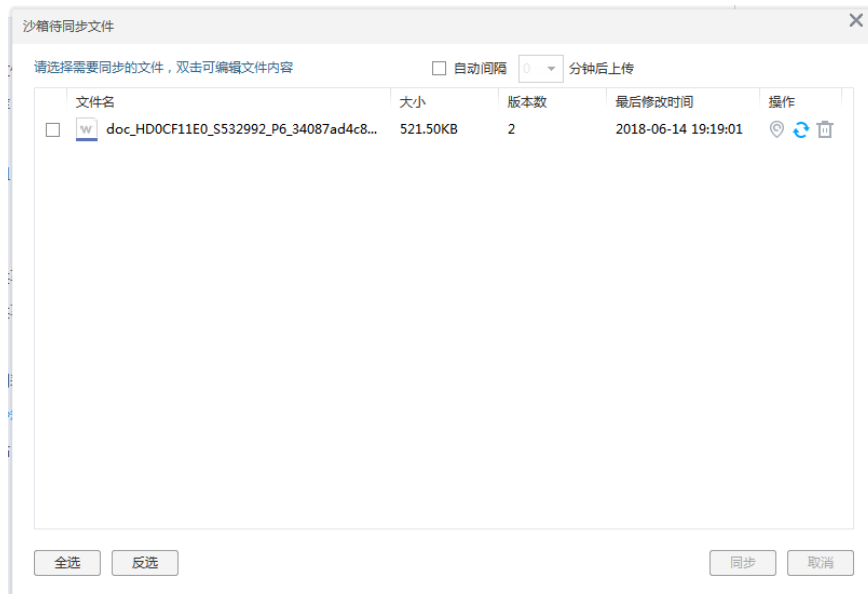 沙箱待同步文件
请选择需要同步的文件，双击可编辑文件内容 自动间隔 0 分钟后上传
文件名 大小 版本数 最后修改时间 操作
doc_HD0CF11E0_S532992_P6_34087ad4c8... 521.50KB 2 2018-06-14 19:19:01
全选 反选 同步 取消